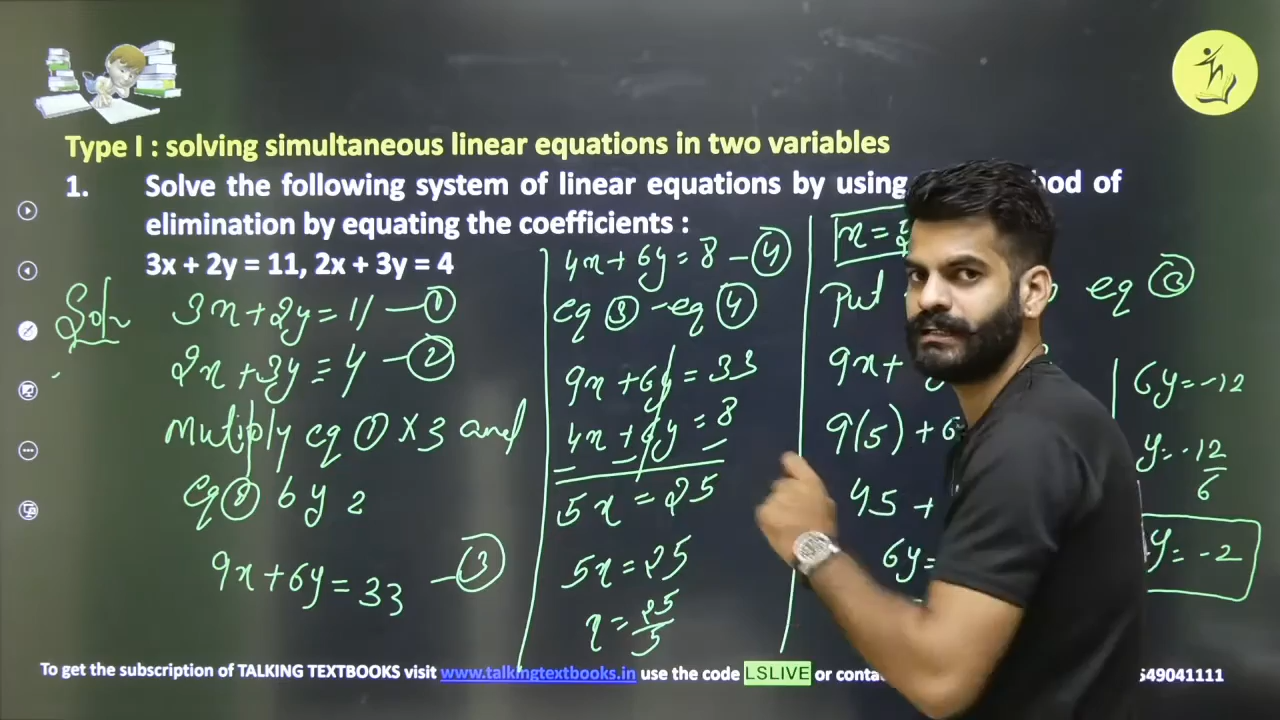 Type I : solving simultaneous linear equations in two variables
1. Solve the following system of linear equations by using
of
elimination by equating the coefficients :
3x + 2y = 11, 2x + 3y = 4
Soln 3x+2y=11 -①
2x+3y=4 -②
Mutiply eq ① x3 and
eq ② by 2
9x+6y=33 -③
4x+6y=8 -④
eq ③ -eq ④
9x+6y=33
4x+6y=8
5x=25
5x=25
x=25/5
x=
Put eq ③
9x+
9(5)+6
45+
6y=
6y=-12
y=-12/6
y=-2
To get the subscription of TALKING TEXTBOOKS visit www.talkingtextbooks.in use the code LSLIVE or
549041111